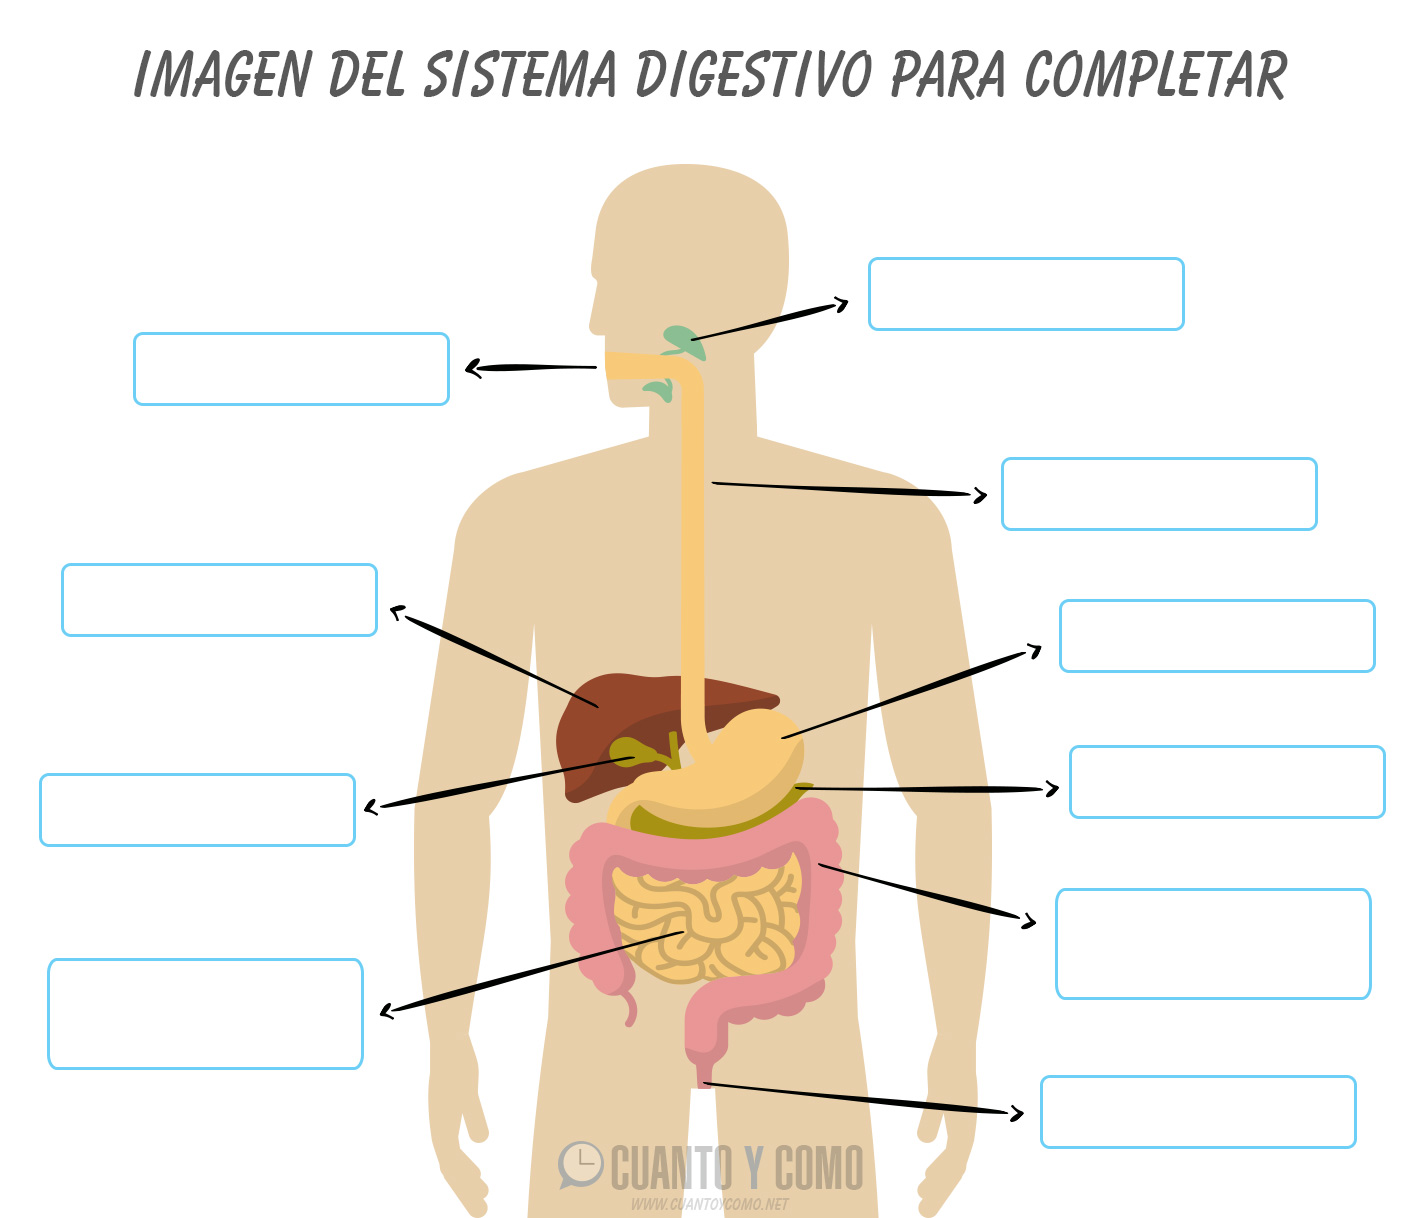 IMAGEN DEL SISTEMA DIGESTIVO PARA COMPLETAR
CUANTO Y COMO
WWW.CUANTOYCOMO.NET